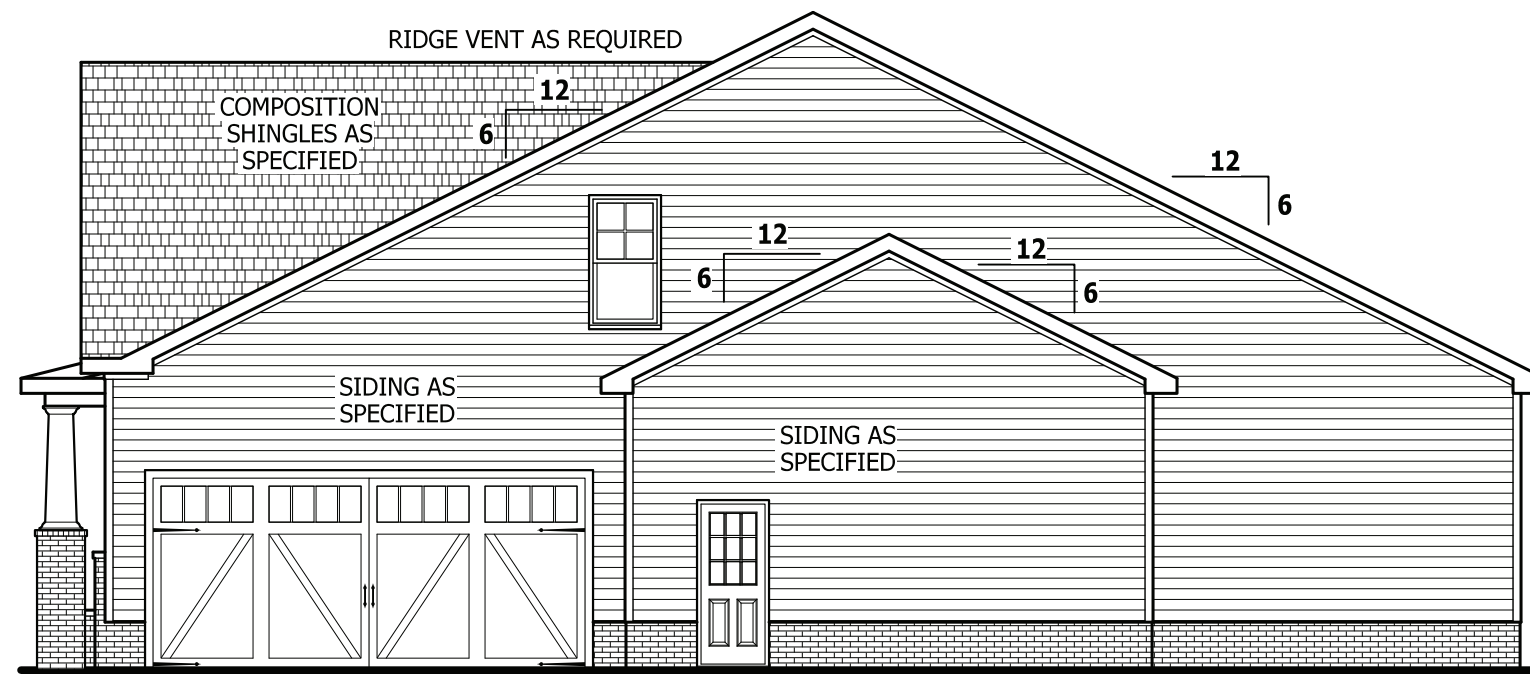 RIDGE VENT AS REQUIRED
12
6
COMPOSITION
SHINGLES AS
SPECIFIED
12
6
12
6
12
6
SIDING AS
SPECIFIED
SIDING AS
SPECIFIED